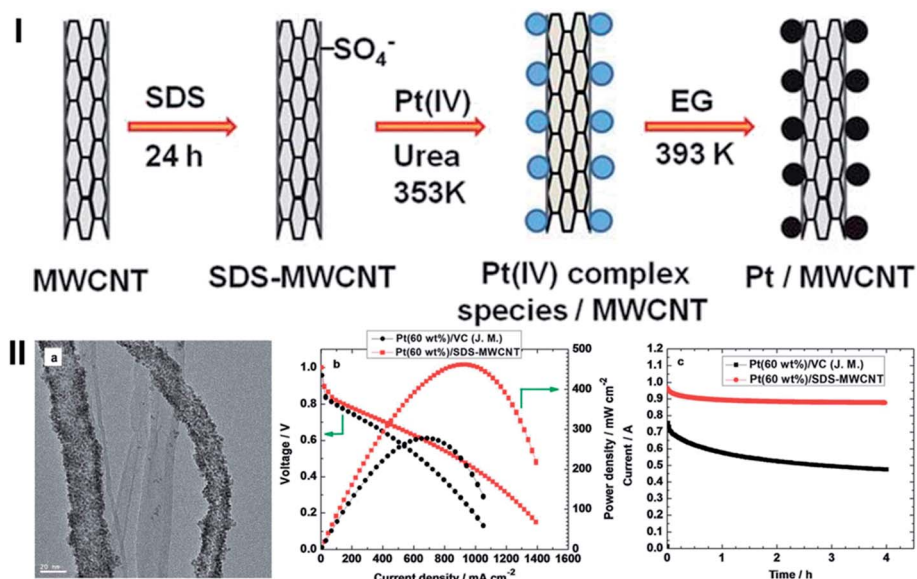 I
SDS
24 h
SO₄⁻
Pt(IV)
Urea
353K
EG
393 K
MWCNT
SDS-MWCNT
Pt(IV) complex
species / MWCNT
Pt / MWCNT
II
a
20 nm
Pt(60 wt%)/VC (J. M.)
Pt(60 wt%)/SDS-MWCNT
b
Voltage / V
1.0
0.8
0.6
0.4
0.2
0.0
500
400
300
200
100
0
Power density / mW cm⁻²
0 200 400 600 800 1000 1200 1400 1600
Current density / mA cm⁻²
c
Pt(60 wt%)/VC (J. M.)
Pt(60 wt%)/SDS-MWCNT
Current / A
1.2
1.1
1.0
0.9
0.8
0.7
0.6
0.5
0.4
0.3
0.2
0.1
0.0
0 1 2 3 4 5
Time / h